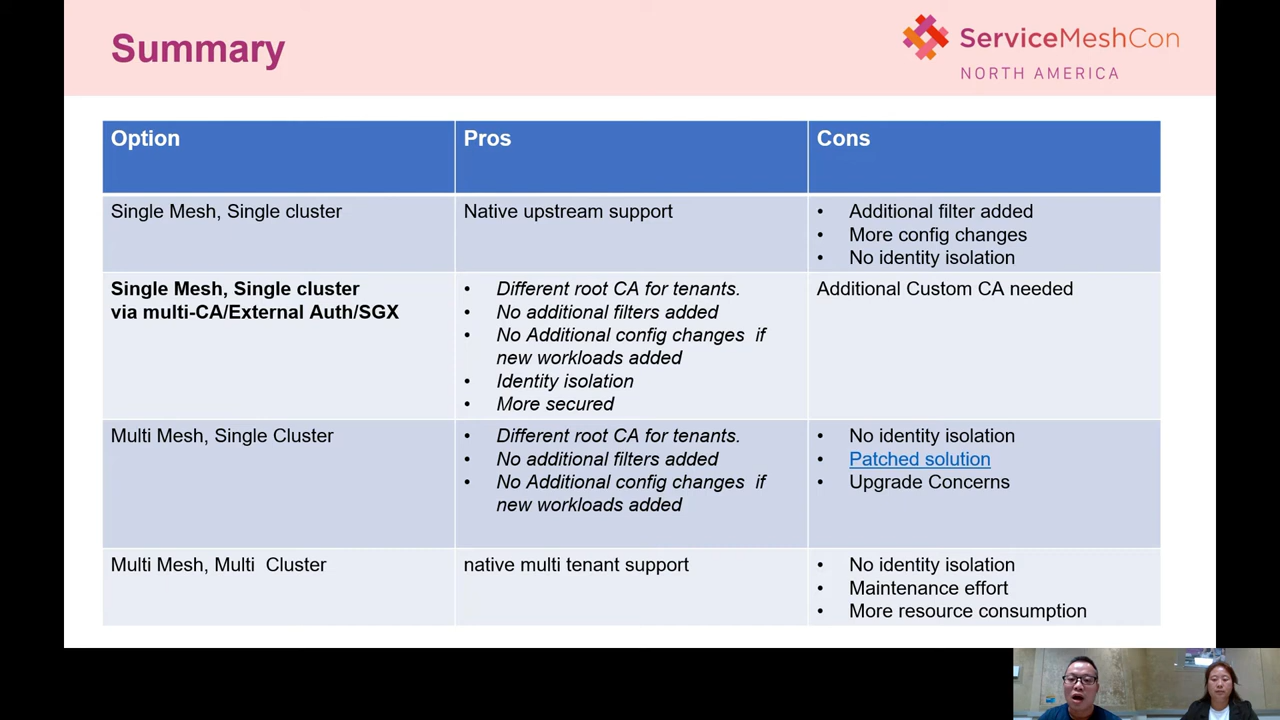 Summary
ServiceMeshCon
NORTH AMERICA
Option
Pros
Cons
Single Mesh, Single cluster
Native upstream support
• Additional filter added
• More config changes
• No identity isolation
Single Mesh, Single cluster
via multi-CA/External Auth/SGX
• Different root CA for tenants.
• No additional filters added
• No Additional config changes if
new workloads added
• Identity isolation
• More secured
Additional Custom CA needed
Multi Mesh, Single Cluster
• Different root CA for tenants.
• No additional filters added
• No Additional config changes if
new workloads added
• No identity isolation
• Patched solution
• Upgrade Concerns
Multi Mesh, Multi Cluster
native multi tenant support
• No identity isolation
• Maintenance effort
• More resource consumption